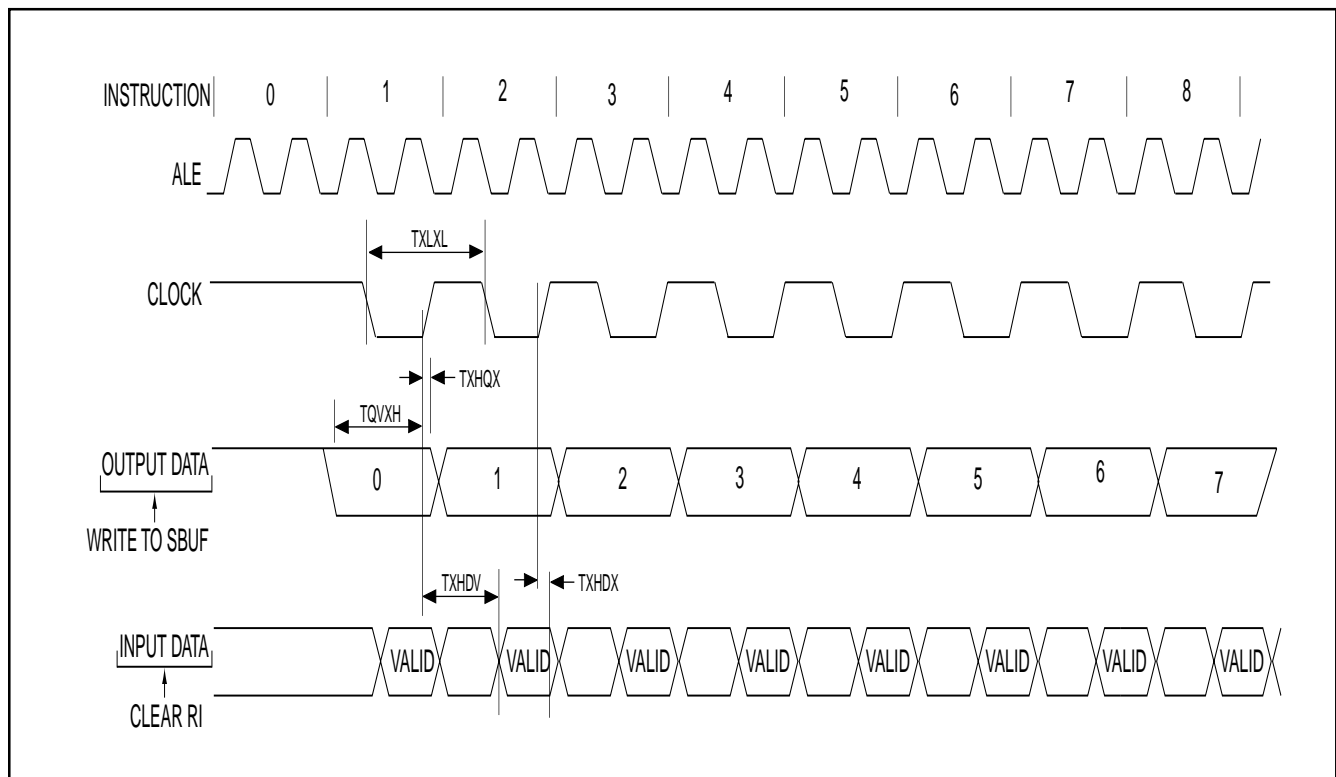 INSTRUCTION 0 1 2 3 4 5 6 7 8
ALE
TXLXL
CLOCK
TXHQX
TQVXH
OUTPUT DATA 0 1 2 3 4 5 6 7
WRITE TO SBUF
TXHDV TXHDX
INPUT DATA VALID VALID VALID VALID VALID VALID VALID VALID
CLEAR RI